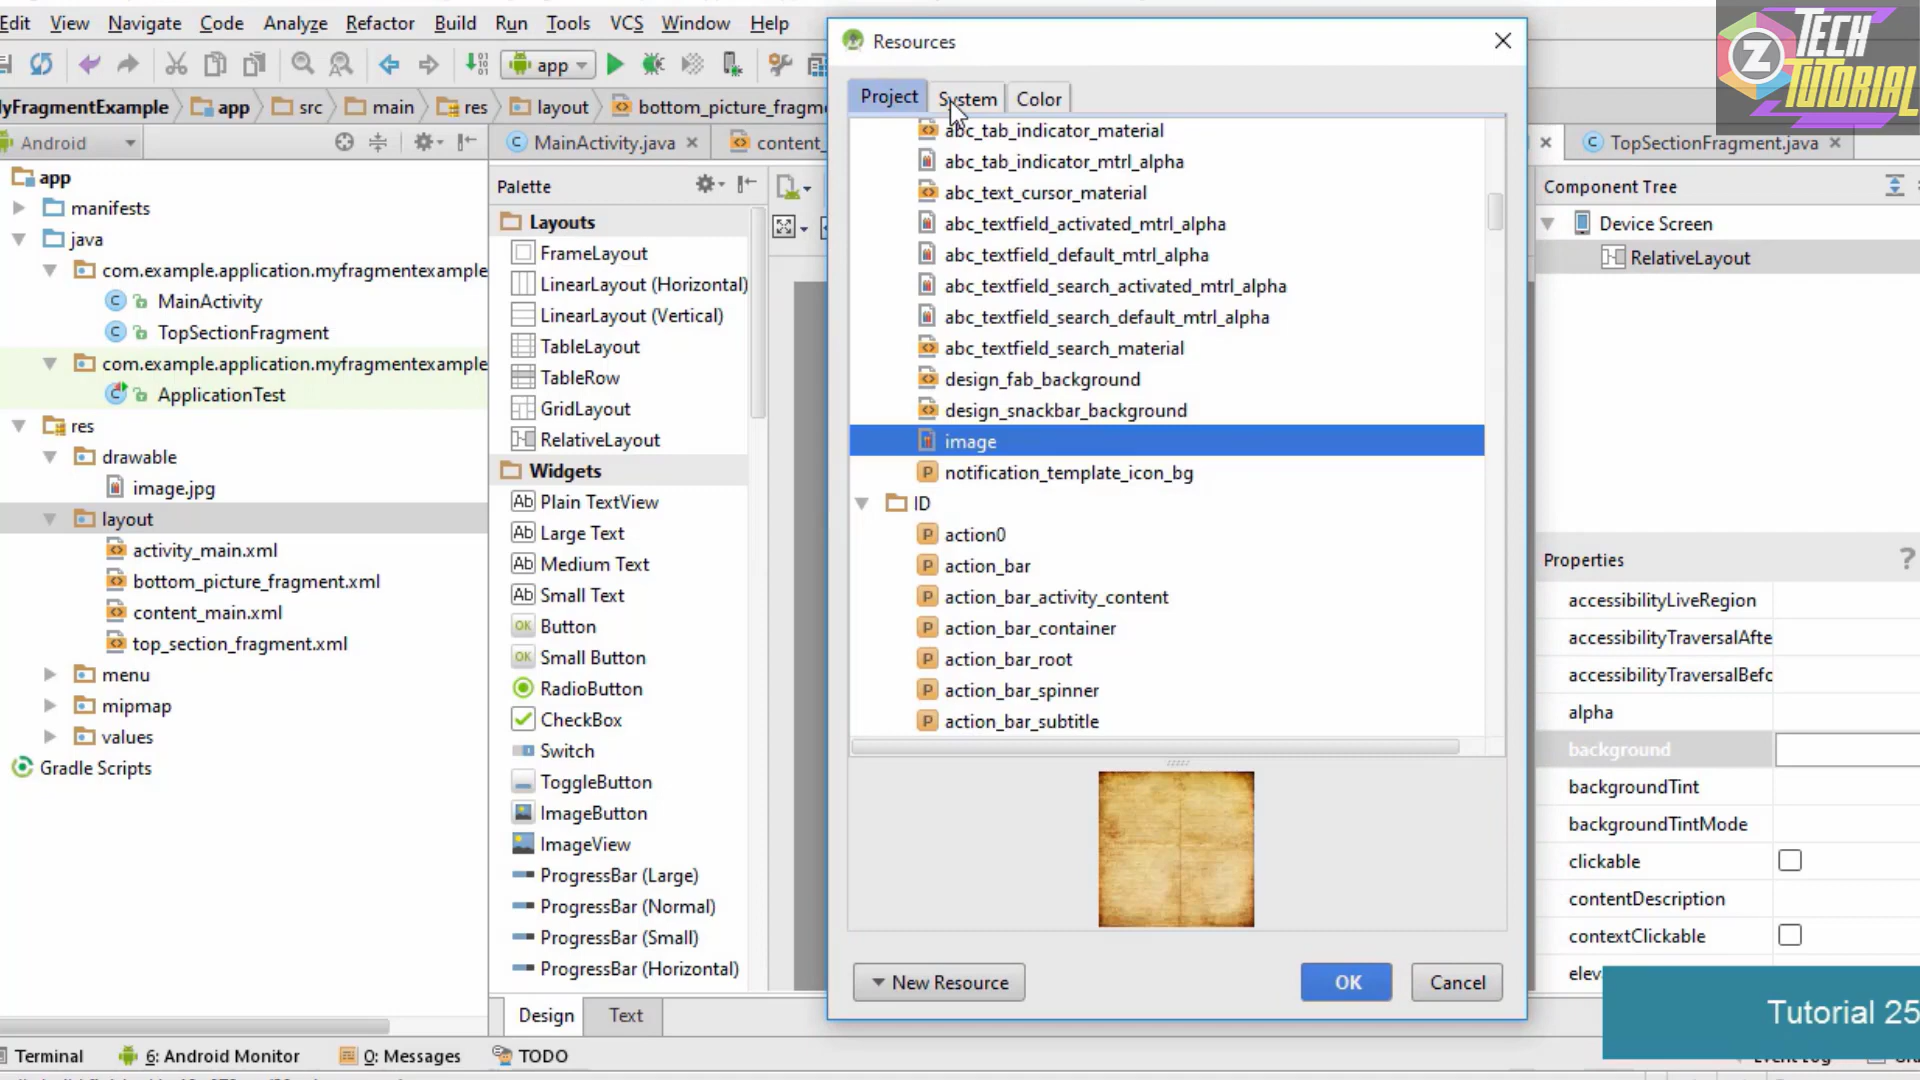 Edit View Navigate Code Analyze Refactor Build Run Tools VCS Window Help
app
app src main res layout
MainActivity.java
TopSectionFragment.java
Android
app
manifests
java
com.example.application.myfragmentexample
MainActivity
TopSectionFragment
com.example.application.myfragmentexample
ApplicationTest
res
drawable
image.jpg
layout
activity_main.xml
bottom_picture_fragment.xml
content_main.xml
top_section_fragment.xml
menu
mipmap
values
Gradle Scripts
Palette
Layouts
FrameLayout
LinearLayout (Horizontal)
LinearLayout (Vertical)
TableLayout
TableRow
GridLayout
RelativeLayout
Widgets
Ab Plain TextView
Ab Large Text
Ab Medium Text
Ab Small Text
OK Button
OK Small Button
RadioButton
CheckBox
Switch
ToggleButton
ImageButton
ImageView
ProgressBar (Large)
ProgressBar (Normal)
ProgressBar (Small)
ProgressBar (Horizontal)
Design Text
Resources
Project System Color
abc_tab_indicator_material
abc_tab_indicator_mtrl_alpha
abc_text_cursor_material
abc_textfield_activated_mtrl_alpha
abc_textfield_default_mtrl_alpha
abc_textfield_search_activated_mtrl_alpha
abc_textfield_search_default_mtrl_alpha
abc_textfield_search_material
design_fab_background
design_snackbar_background
image
P notification_template_icon_bg
ID
P action0
P action_bar
P action_bar_activity_content
P action_bar_container
P action_bar_root
P action_bar_spinner
P action_bar_subtitle
New Resource OK Cancel
Component Tree
Device Screen
RelativeLayout
Properties ?
accessibilityLiveRegion
accessibilityTraversalAfte
accessibilityTraversalBefo
alpha
background
backgroundTint
backgroundTintMode
clickable
contentDescription
contextClickable
Z TECH
TUTORIAL
Tutorial 25
Terminal 6: Android Monitor 0: Messages TODO